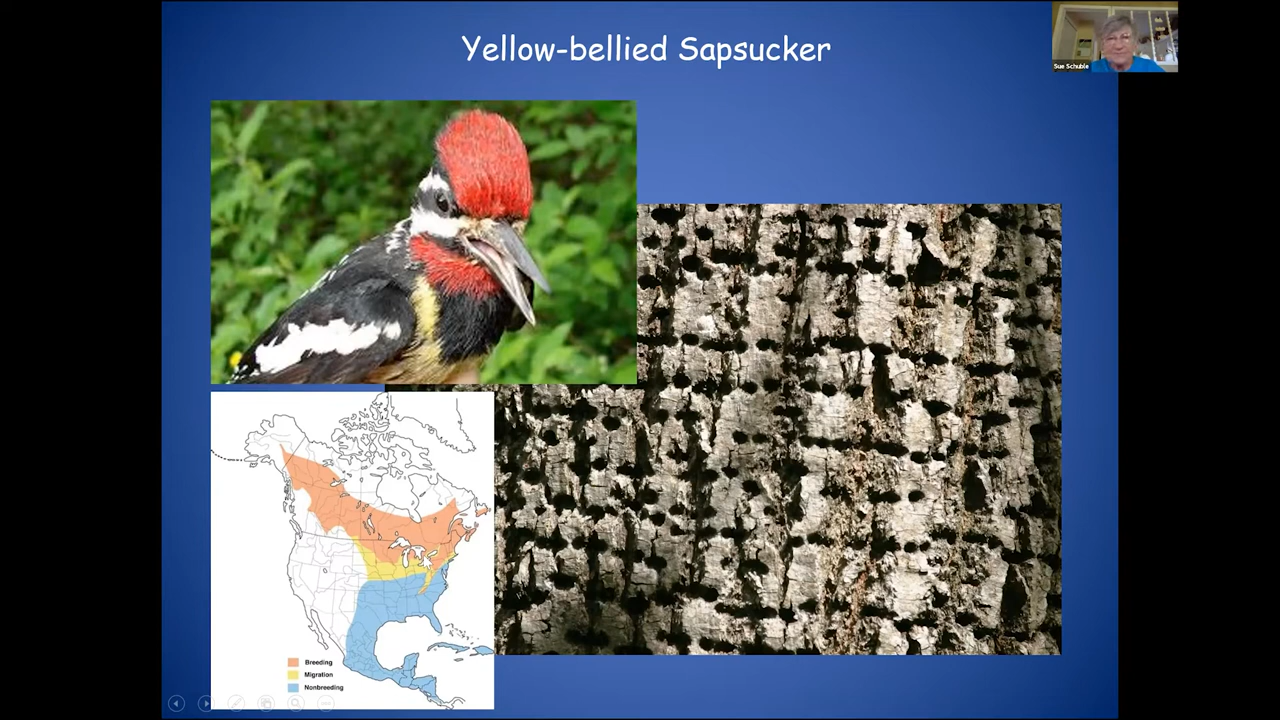 Yellow-bellied Sapsucker
Sue Schuble
Breeding
Migration
Nonbreeding